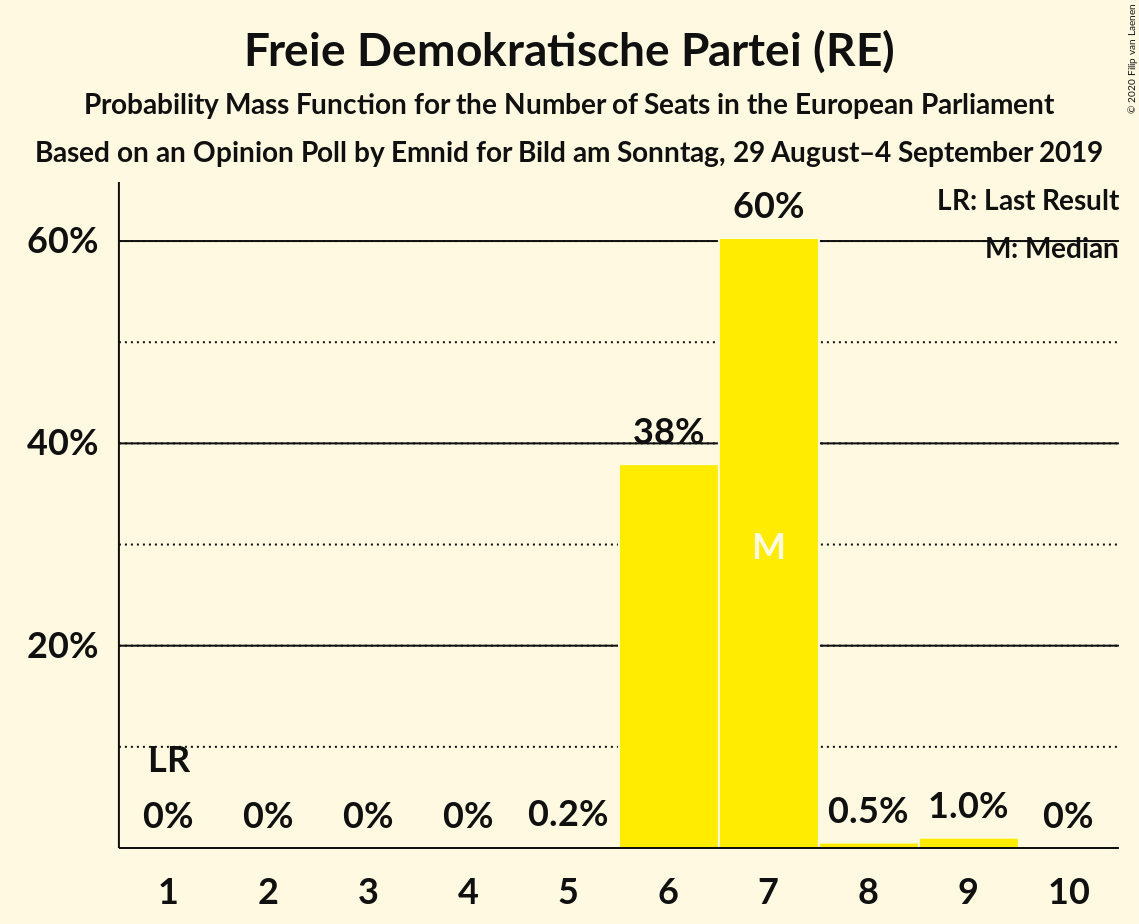 Freie Demokratische Partei (RE)
Probability Mass Function for the Number of Seats in the European Parliament
Based on an Opinion Poll by Emnid for Bild am Sonntag, 29 August–4 September 2019
© 2020 Filip van Laenen
LR: Last Result
M: Median
60%
40%
20%
LR
0%
0%
0%
0%
0.2%
38%
60%
M
0.5%
1.0%
0%
1 2 3 4 5 6 7 8 9 10